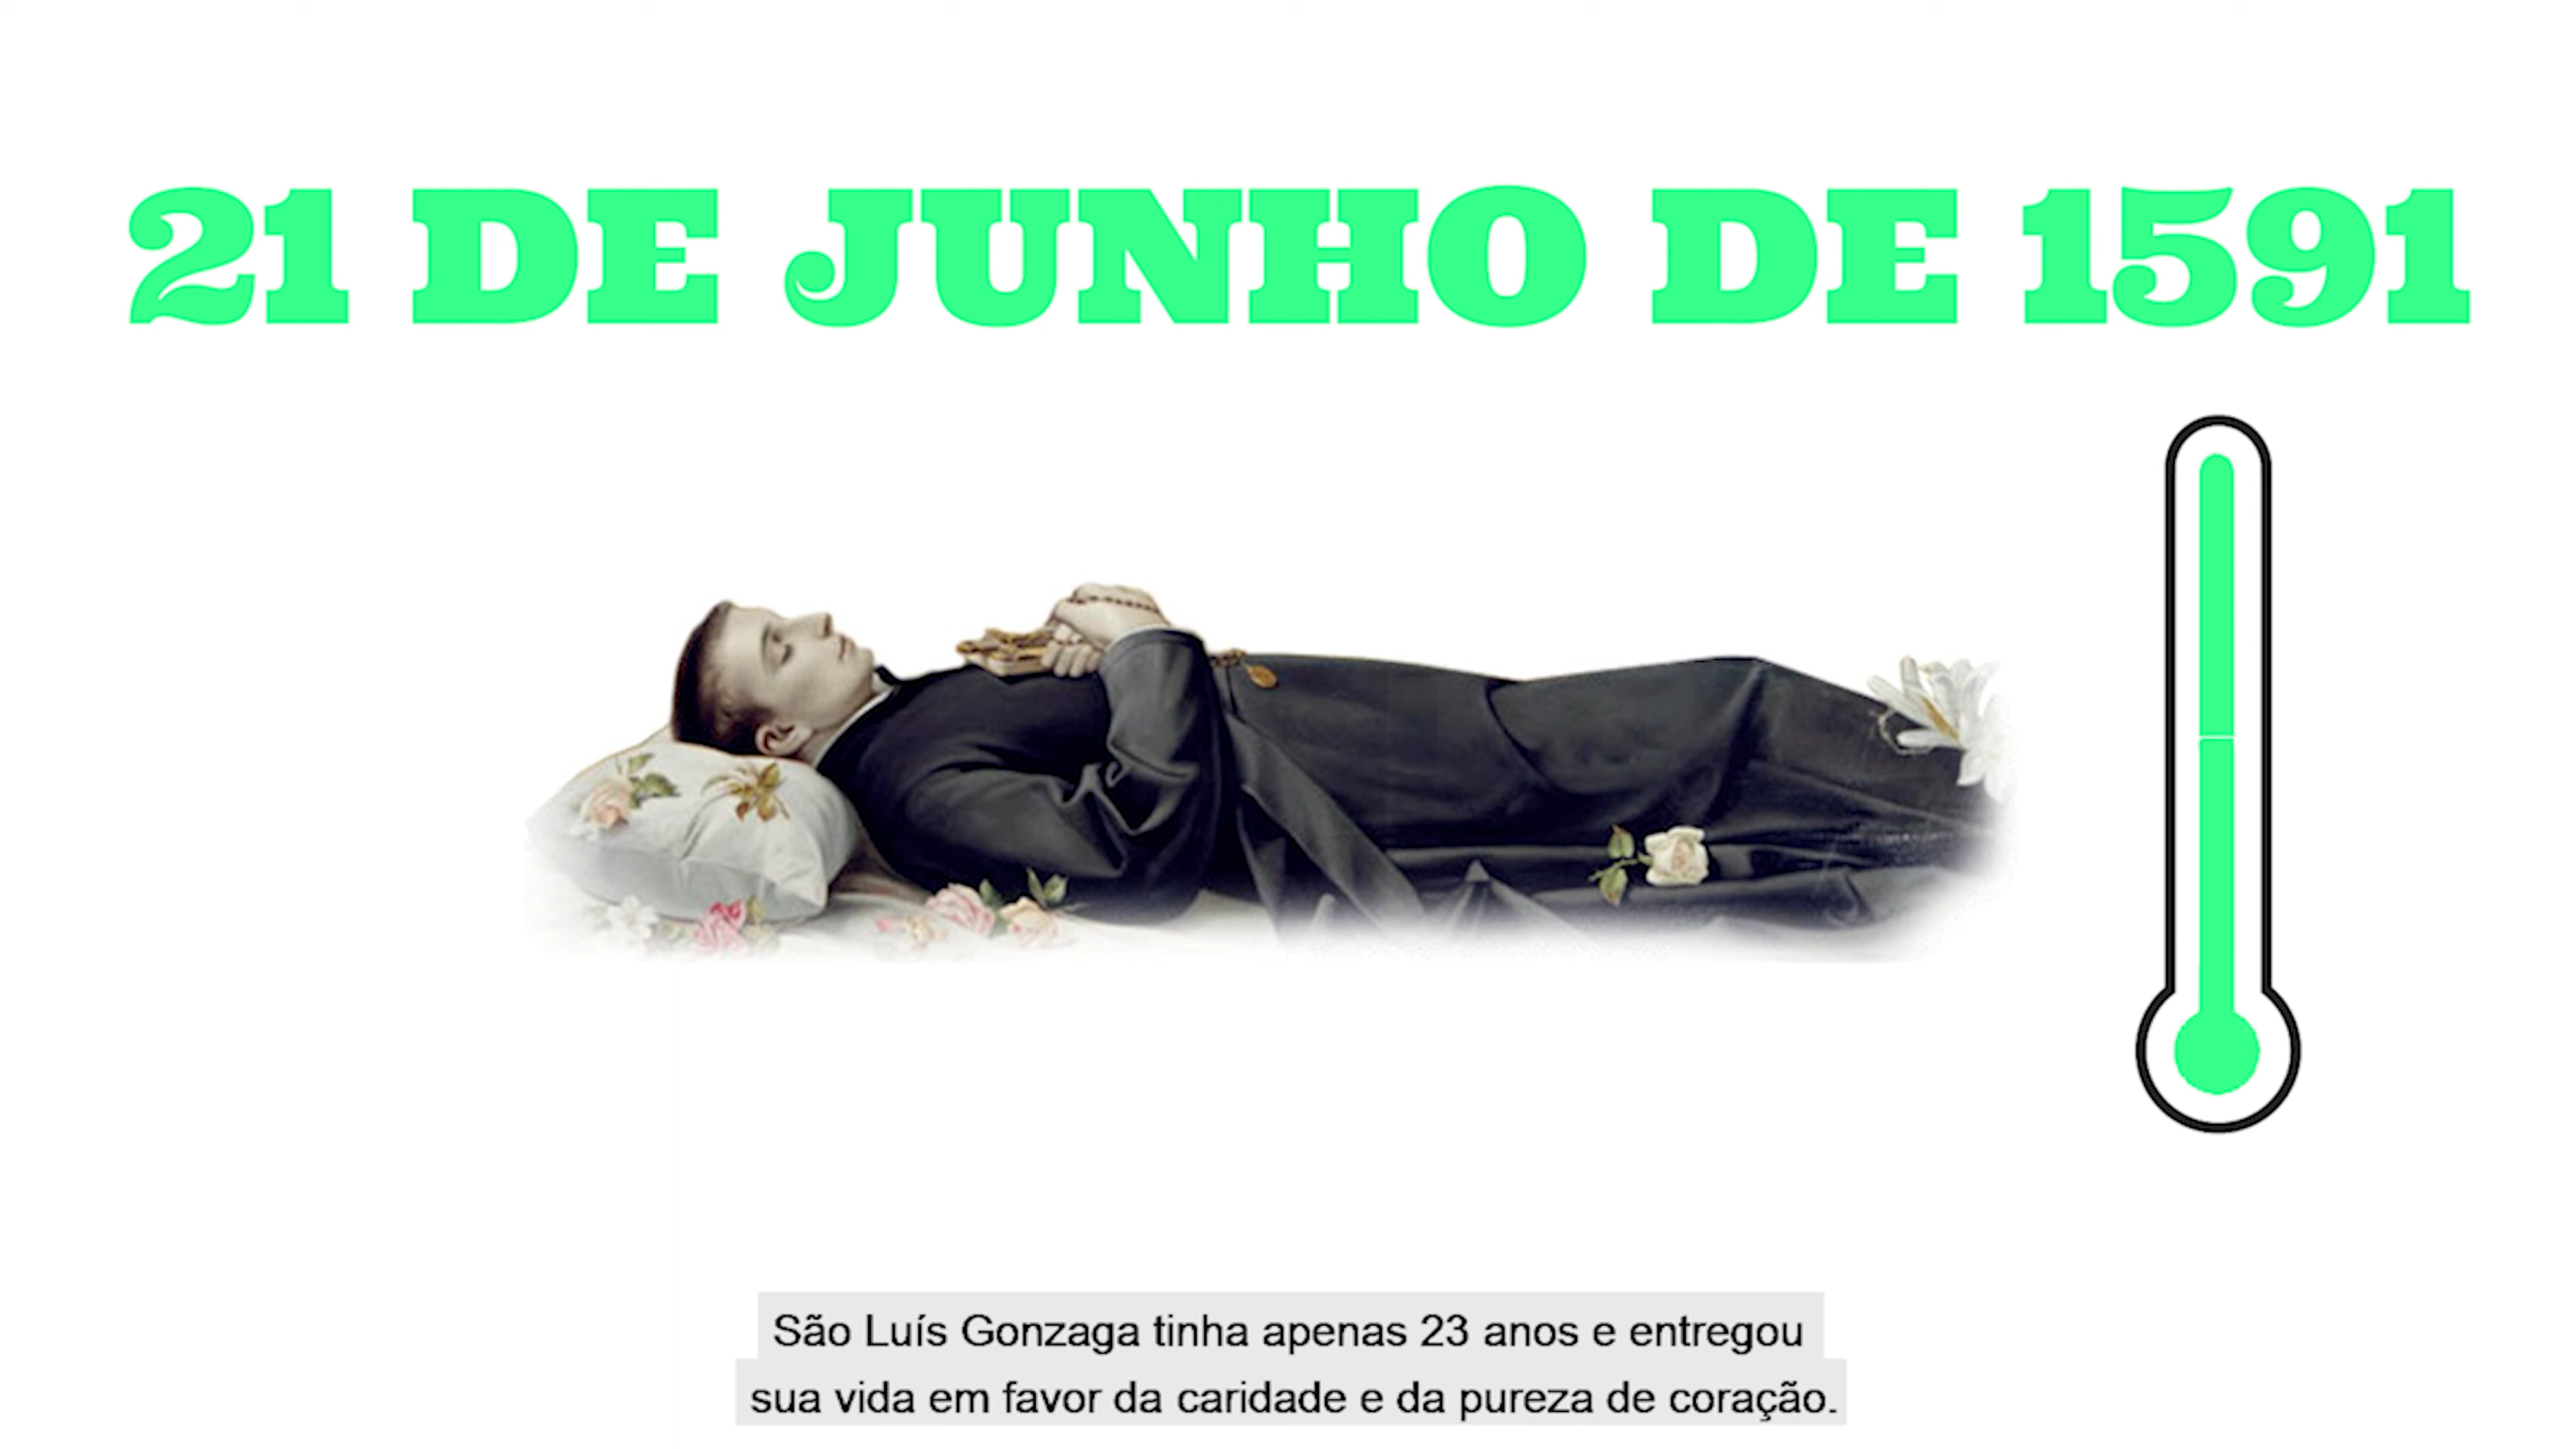 21 DE JUNHO DE 1591
São Luís Gonzaga tinha apenas 23 anos e entregou
sua vida em favor da caridade e da pureza de coração.